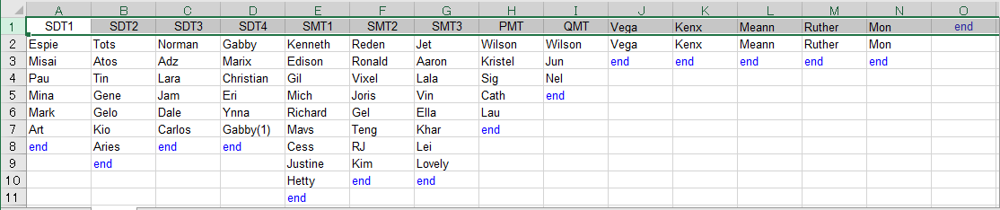 A B C D E F G H I J K L M N O
1 SDT1 SDT2 SDT3 SDT4 SMT1 SMT2 SMT3 PMT QMT Vega Kenx Meann Ruther Mon end
2 Espie Tots Norman Gabby Kenneth Reden Jet Wilson Wilson Vega Kenx Meann Ruther Mon
3 Misai Atos Adz Marix Edison Ronald Aaron Kristel Jun end end end end end
4 Pau Tin Lara Christian Gil Vixel Lala Sig Nel
5 Mina Gene Jam Eri Mich Joris Vin Cath end
6 Mark Gelo Dale Ynna Richard Gel Ella Lau
7 Art Kio Carlos Gabby(1) Mavs Teng Khar end
8 end Aries end end Cess RJ Lei
9 end Justine Kim Lovely
10 Hetty end end
11 end